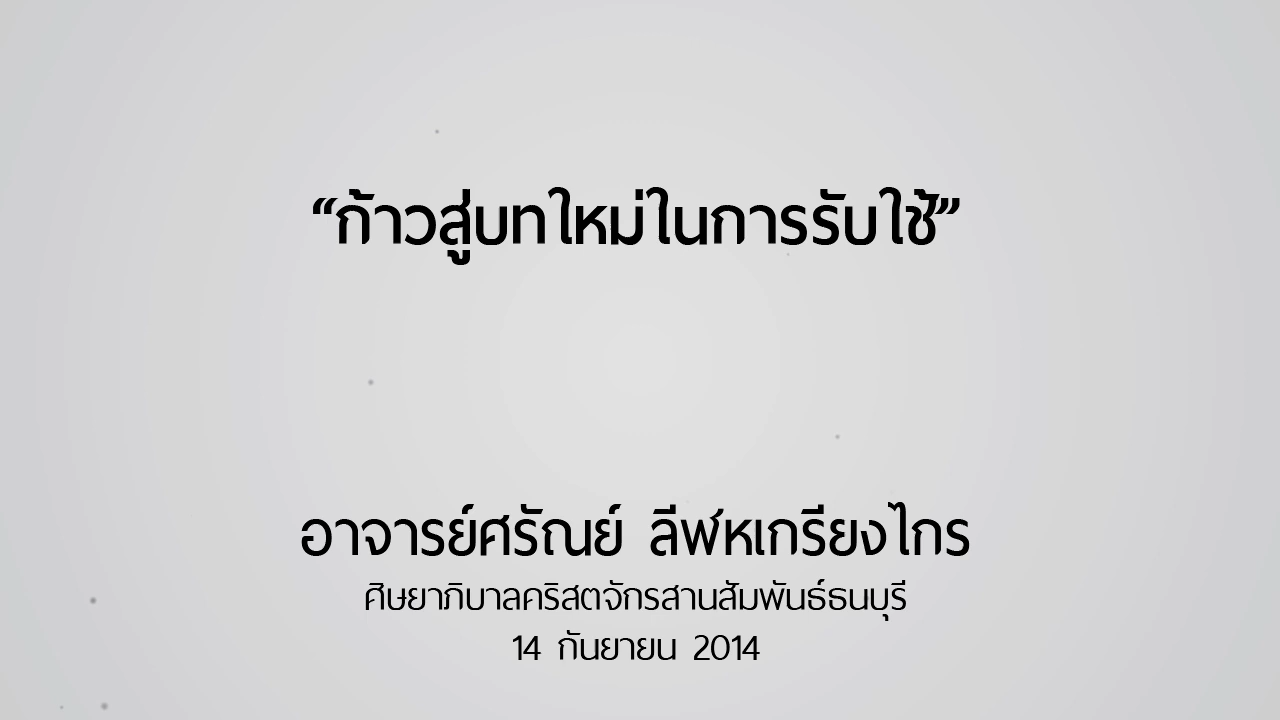 “ก้าวสู่บทใหม่ในการรับใช้”
อาจารย์ศรัณย์ ลีฬหเกรียงไกร
ศิษยาภิบาลคริสตจักรสานสัมพันธ์ธนบุรี
14 กันยายน 2014